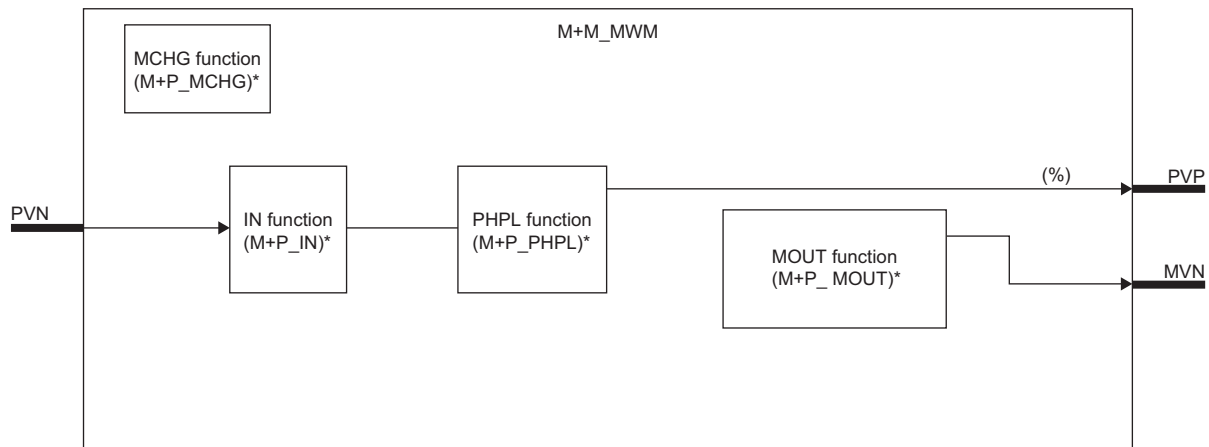 M+M_MWM
MCHG function
(M+P_MCHG)*
PVN
IN function
(M+P_IN)*
PHPL function
(M+P_PHPL)*
(%)
PVP
MOUT function
(M+P_ MOUT)*
MVN